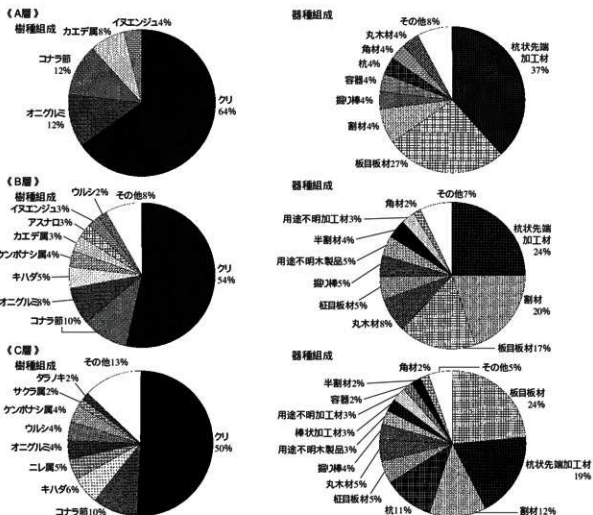 《A層》
樹種組成
イヌエンジュ4%
カエデ属8%
コナラ節
12%
オニグルミ
12%
クリ
64%
器種組成
その他8%
丸木材4%
角材4%
杭4%
容器4%
掘り棒4%
割材4%
板目板材27%
杭状先端
加工材
37%
《B層》
樹種組成
ウルシ2%
その他8%
イヌエンジュ3%
アスナロ3%
カエデ属3%
ケンポナシ属4%
キハダ5%
オニグルミ8%
コナラ節10%
クリ
54%
器種組成
角材2%
その他7%
用途不明加工材3%
半割材4%
用途不明木製品5%
掘り棒5%
柾目板材5%
丸木材8%
板目板材17%
割材
20%
杭状先端
加工材
24%
《C層》
樹種組成
その他13%
タラノキ2%
サクラ属2%
ケンポナシ属4%
ウルシ4%
オニグルミ4%
ニレ属5%
キハダ6%
コナラ節10%
クリ
50%
器種組成
角材2%
その他5%
半割材2%
容器2%
用途不明加工材3%
棒状加工材3%
用途不明木製品3%
掘り棒4%
丸木材5%
柾目板材5%
杭11%
割材12%
杭状先端加工材
19%
板目板材
24%